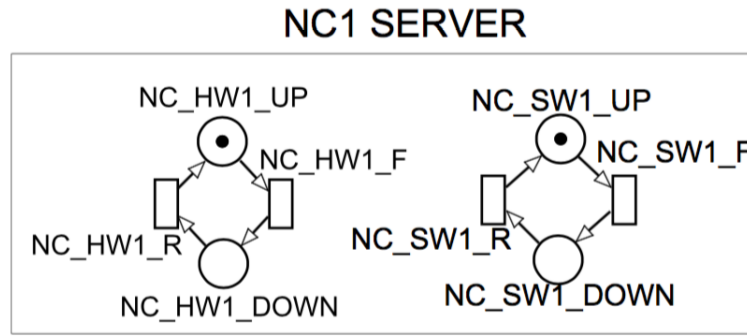 NC1 SERVER
NC_HW1_UP
NC_HW1_F
NC_HW1_R
NC_HW1_DOWN
NC_SW1_UP
NC_SW1_F
NC_SW1_R
NC_SW1_DOWN